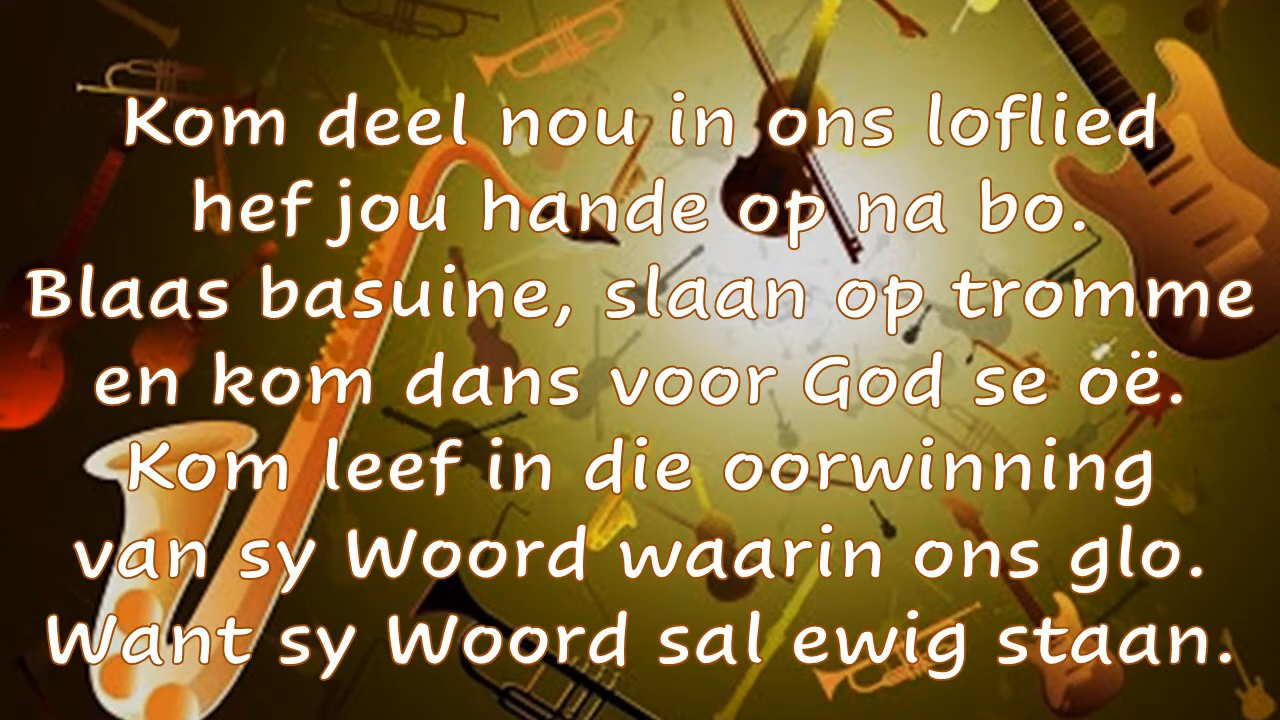 Kom deel nou in ons loflied
hef jou hande op na bo.
Blaas basuine, slaan op tromme
en kom dans voor God se oë.
Kom leef in die oorwinning
van sy Woord waarin ons glo.
Want sy Woord sal ewig staan.